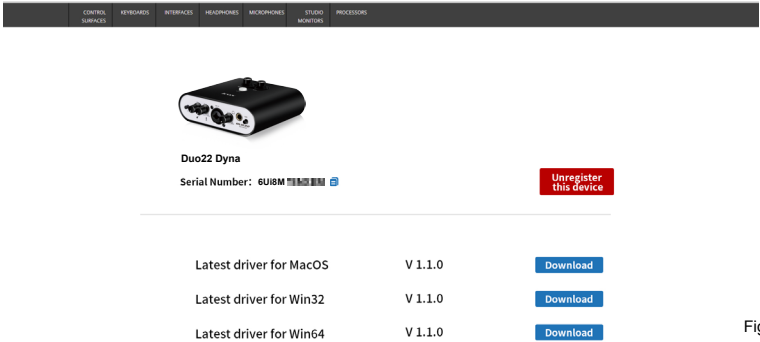 CONTROL SURFACES KEYBOARDS INTERFACES HEADPHONES MICROPHONES STUDIO MONITORS PROCESSORS
Duo22 Dyna
Serial Number: 6Ui8M
Unregister
this device
Latest driver for MacOS V 1.1.0 Download
Latest driver for Win32 V 1.1.0 Download
Latest driver for Win64 V 1.1.0 Download